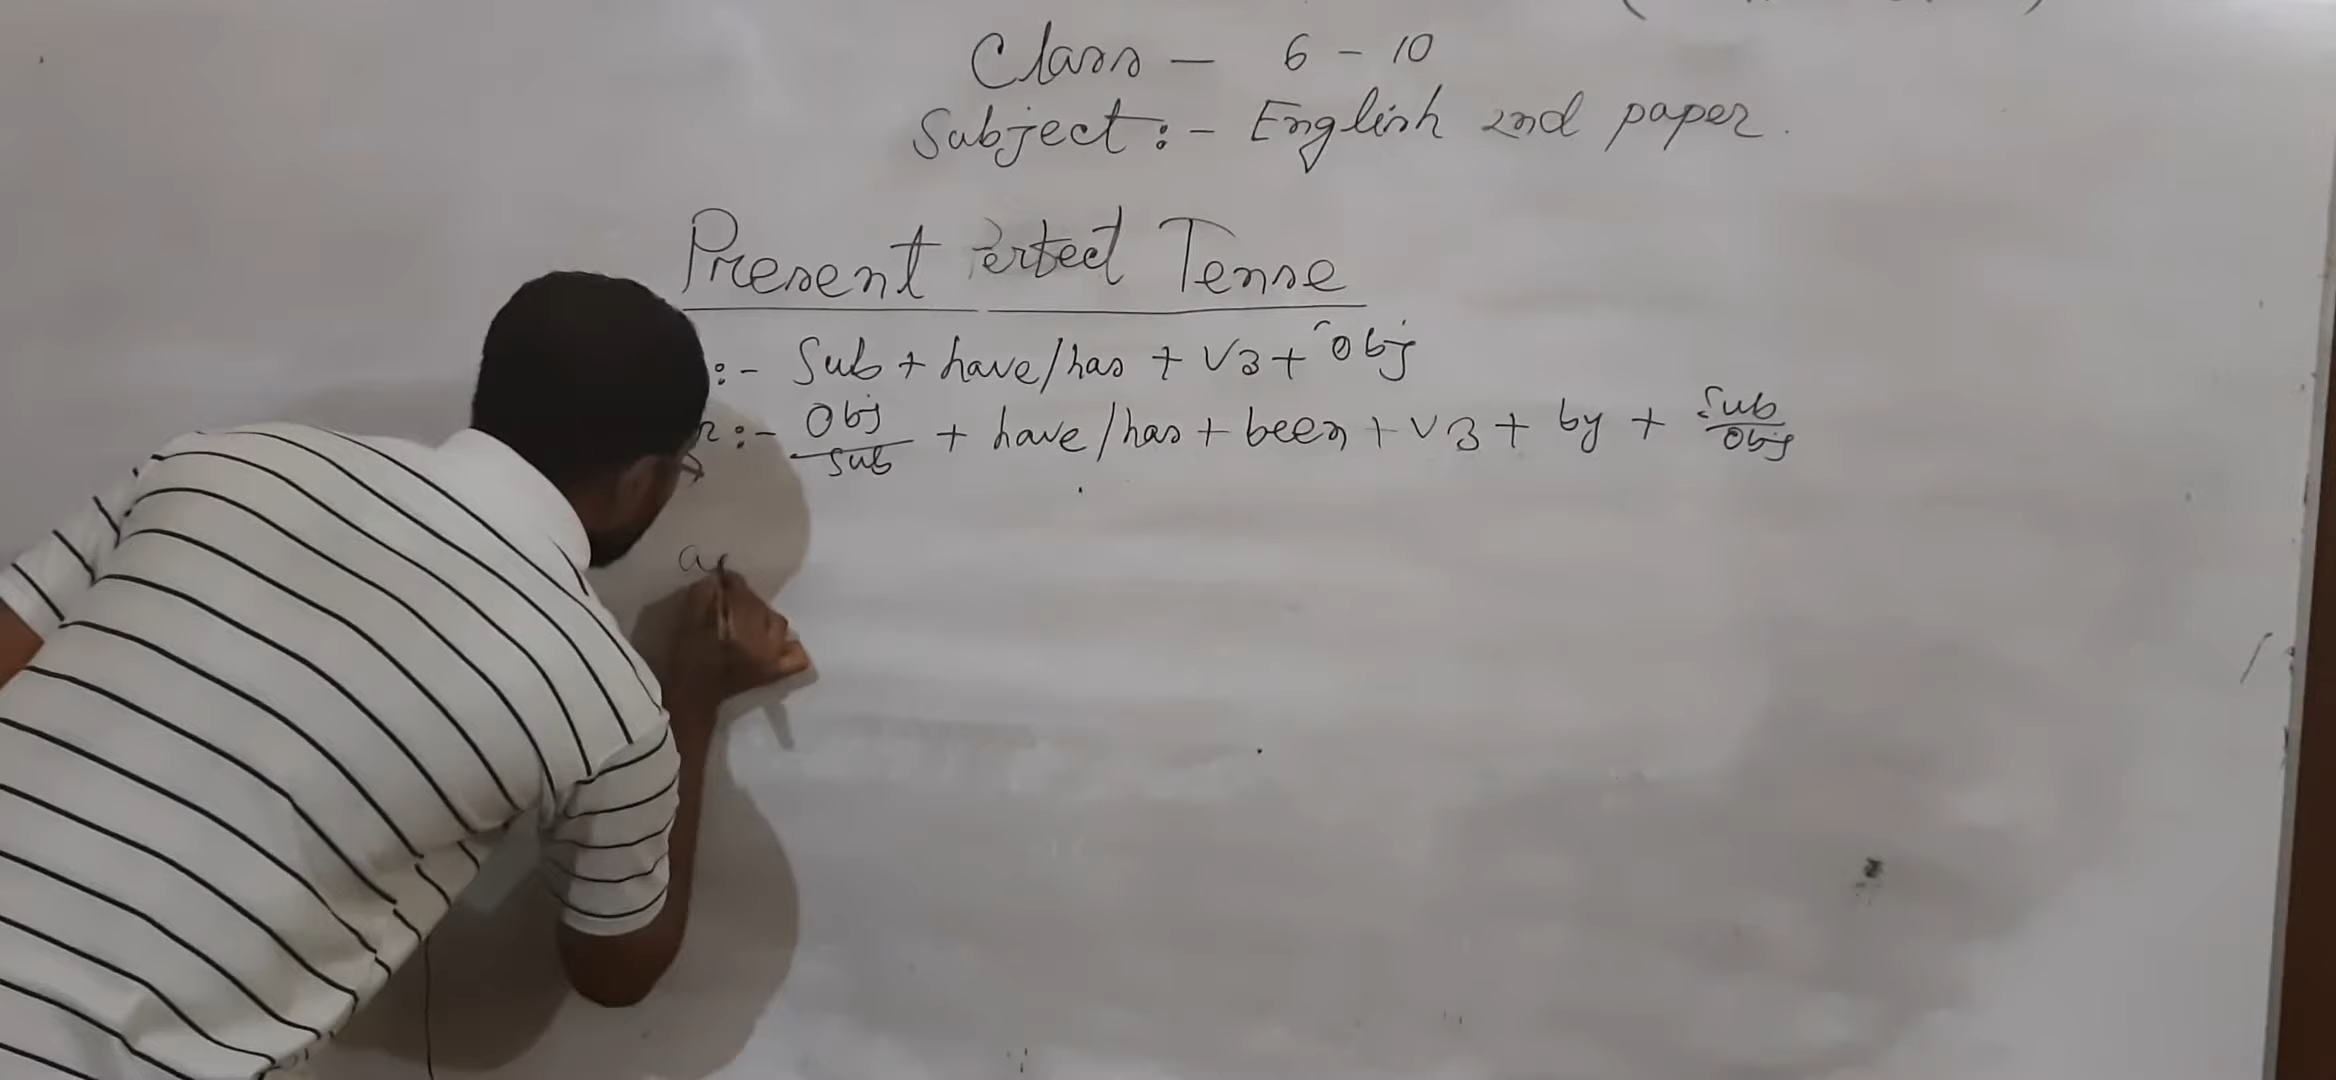 Class - 6 - 10
Subject :- English 2nd paper.
Present erfect Tense
:- Sub + have/has + V3 + Obj
:- Obj/Sub + have/has + been + V3 + by + Sub/Obj
a